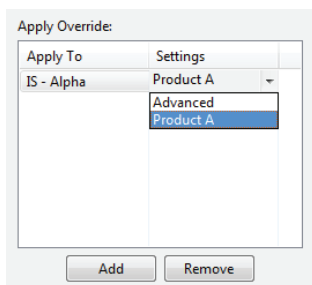 Apply Override:
Apply To Settings
IS - Alpha Product A
Advanced
Product A
Add Remove